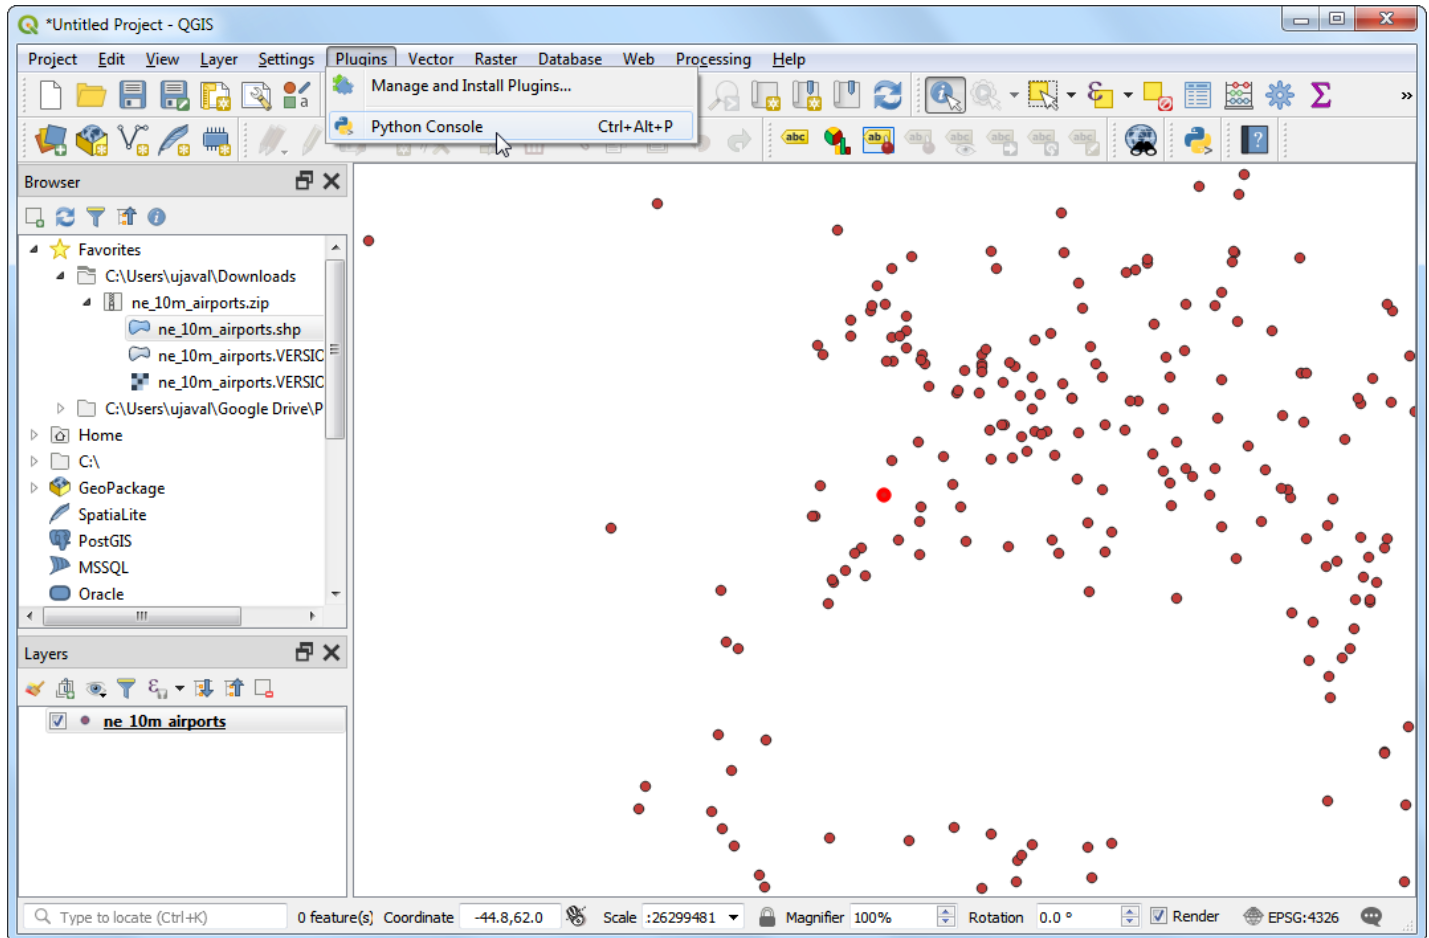 *Untitled Project - QGIS
Project Edit View Layer Settings Plugins Vector Raster Database Web Processing Help
Manage and Install Plugins...
Python Console Ctrl+Alt+P
Browser
Favorites
C:\Users\ujaval\Downloads
ne_10m_airports.zip
ne_10m_airports.shp
ne_10m_airports.VERSIC
ne_10m_airports.VERSIC
C:\Users\ujaval\Google Drive\P
Home
C:\
GeoPackage
SpatiaLite
PostGIS
MSSQL
Oracle
Layers
ne_10m_airports
Type to locate (Ctrl+K) 0 feature(s) Coordinate -44.8,62.0 Scale :26299481 Magnifier 100% Rotation 0.0 ° Render EPSG:4326